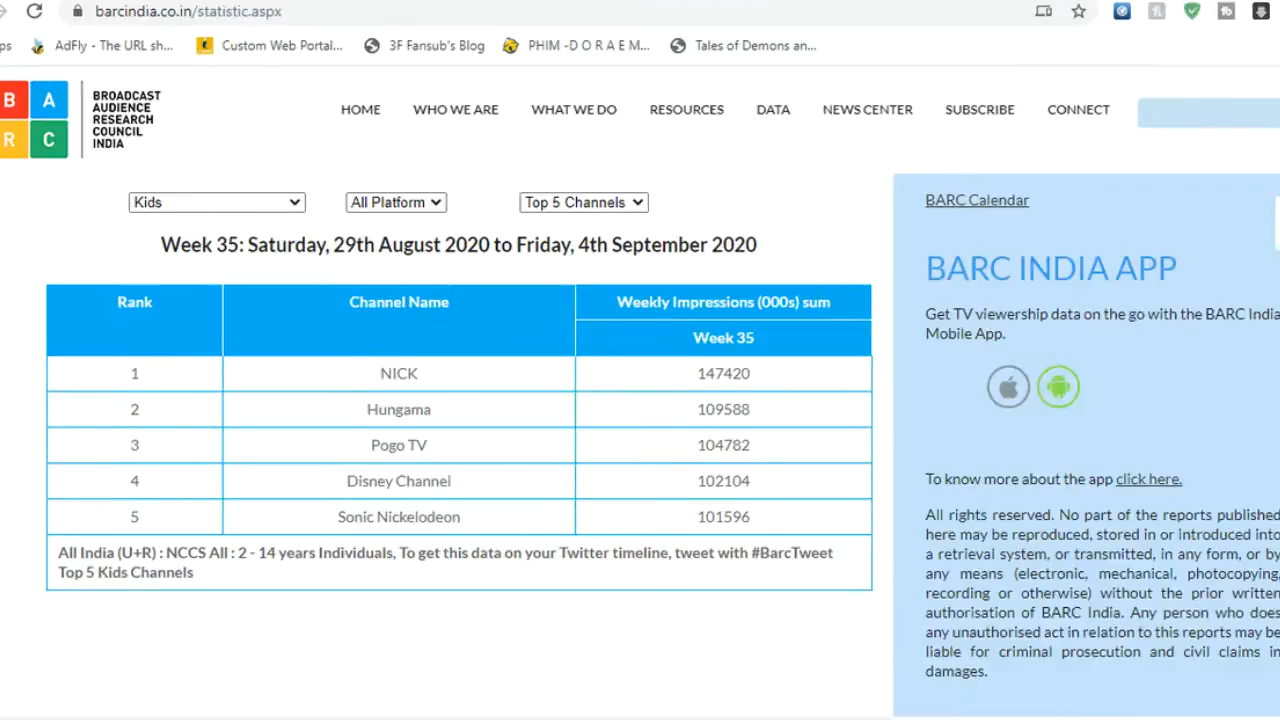 barcindia.co.in/statistic.aspx
ps AdFly - The URL sh... Custom Web Portal... 3F Fansub's Blog PHIM -D O R A E M... Tales of Demons an...
B A R C
BROADCAST
AUDIENCE
RESEARCH
COUNCIL
INDIA
HOME WHO WE ARE WHAT WE DO RESOURCES DATA NEWS CENTER SUBSCRIBE CONNECT
Kids All Platform Top 5 Channels
Week 35: Saturday, 29th August 2020 to Friday, 4th September 2020
Rank Channel Name Weekly Impressions (000s) sum
Week 35
1 NICK 147420
2 Hungama 109588
3 Pogo TV 104782
4 Disney Channel 102104
5 Sonic Nickelodeon 101596
All India (U+R) : NCCS All : 2 - 14 years Individuals, To get this data on your Twitter timeline, tweet with #BarcTweet
Top 5 Kids Channels
BARC Calendar
BARC INDIA APP
Get TV viewership data on the go with the BARC India
Mobile App.
To know more about the app click here.
All rights reserved. No part of the reports published
here may be reproduced, stored in or introduced into
a retrieval system, or transmitted, in any form, or by
any means (electronic, mechanical, photocopying,
recording or otherwise) without the prior written
authorisation of BARC India. Any person who does
any unauthorised act in relation to this reports may be
liable for criminal prosecution and civil claims in
damages.